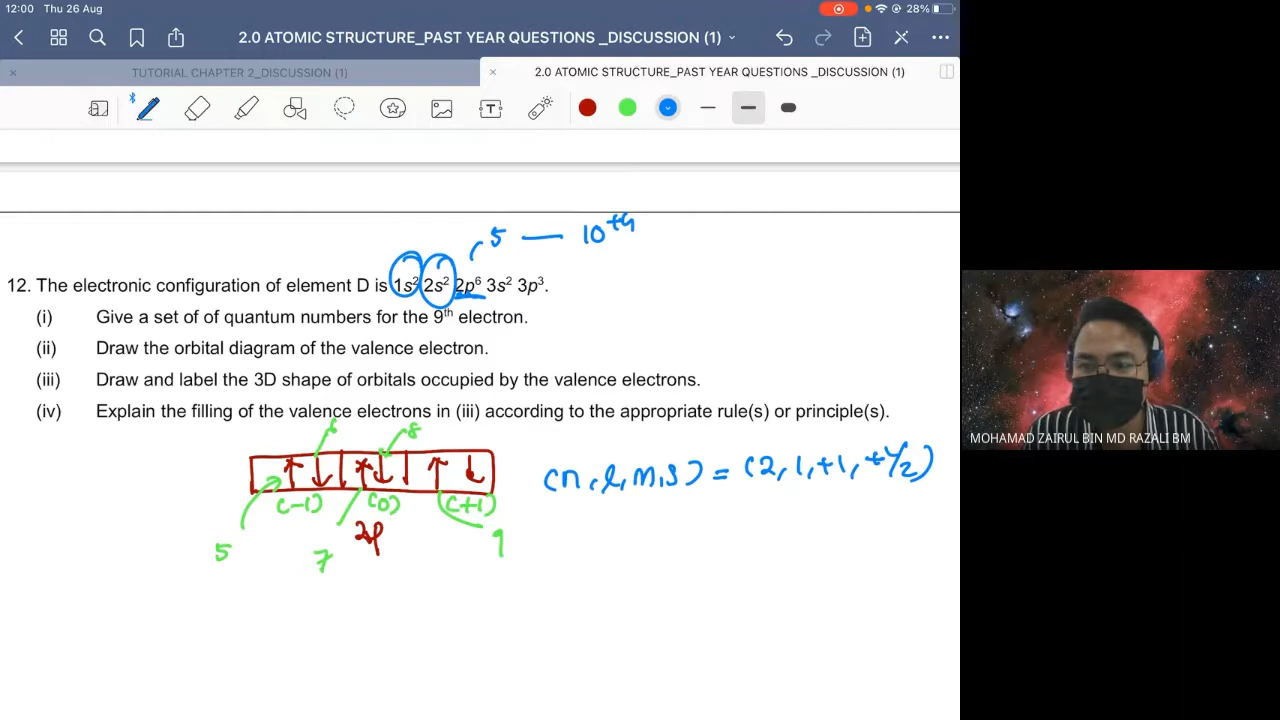 12:00 Thu 26 Aug
28%
2.0 ATOMIC STRUCTURE_PAST YEAR QUESTIONS _DISCUSSION (1)
TUTORIAL CHAPTER 2_DISCUSSION (1)
2.0 ATOMIC STRUCTURE_PAST YEAR QUESTIONS _DISCUSSION (1)
5 — 10th
12. The electronic configuration of element D is 1s² 2s² 2p⁶ 3s² 3p³.
(i) Give a set of of quantum numbers for the 9th electron.
(ii) Draw the orbital diagram of the valence electron.
(iii) Draw and label the 3D shape of orbitals occupied by the valence electrons.
(iv) Explain the filling of the valence electrons in (iii) according to the appropriate rule(s) or principle(s).
6 8
(n, l, m, s) = (2, 1, +1, +1/2)
(-1) (0) (+1)
2p
5 7 9
MOHAMAD ZAIRUL BIN MD RAZALI BM